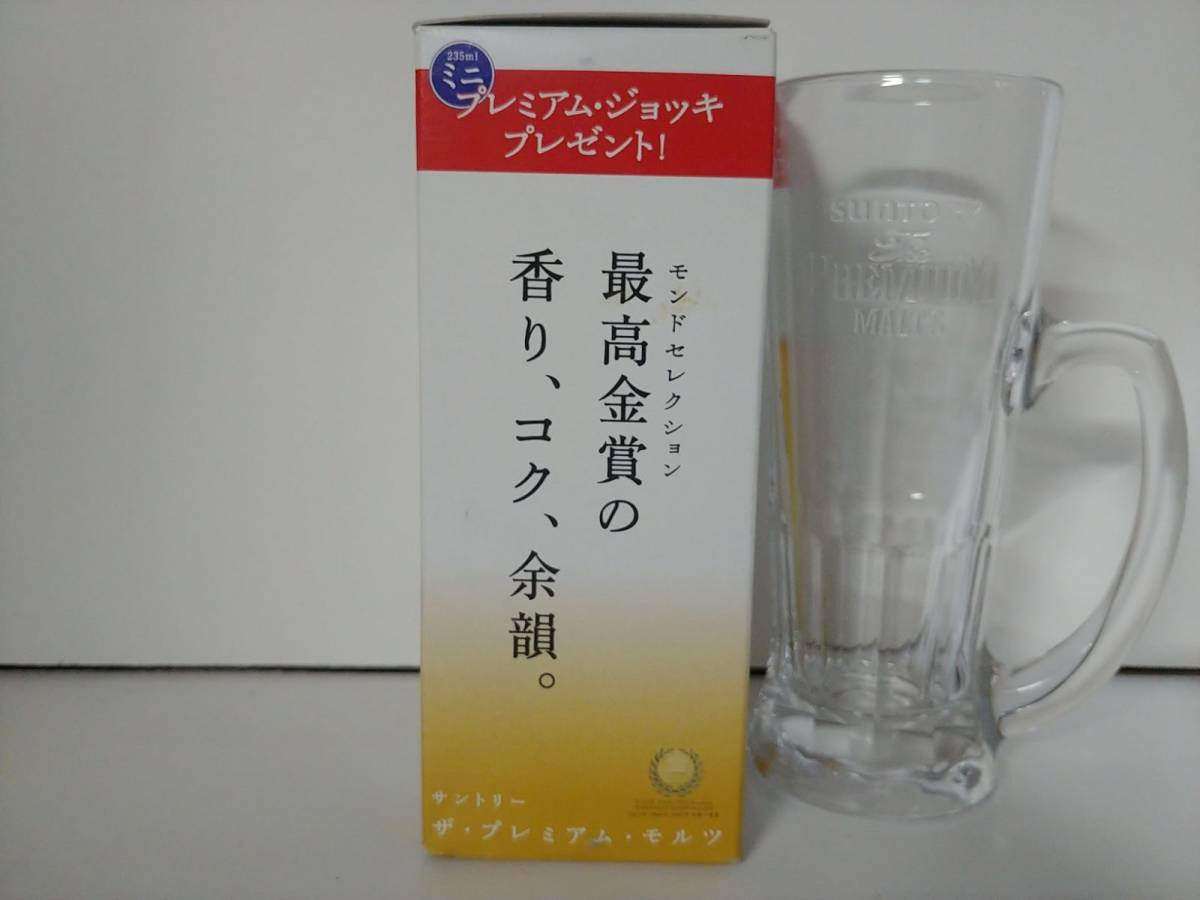 235ml
ミニ
プレミアム・ジョッキ
プレゼント!
モンドセレクション
最高金賞の
香り、コク、余韻。
サントリー
ザ・プレミアム・モルツ
SUNTORY
The
PREMIUM
MALT'S